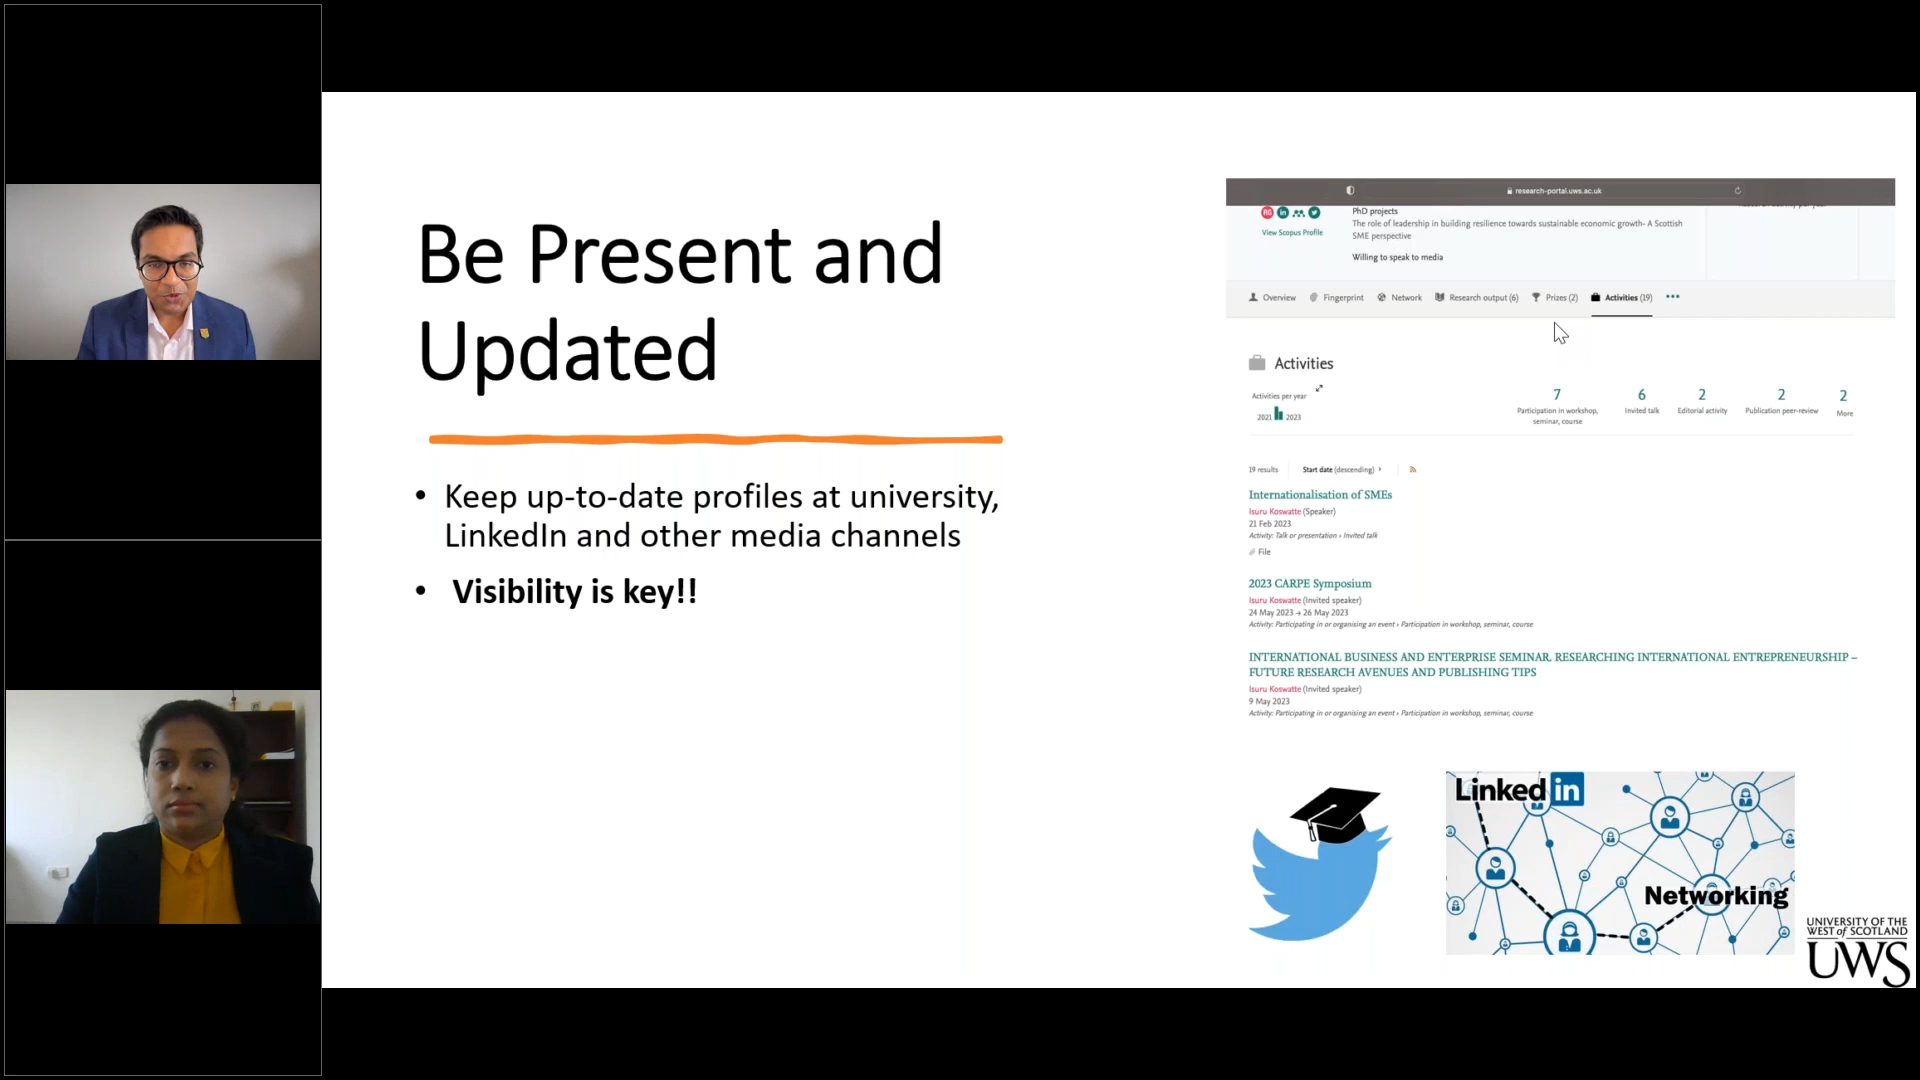 Be Present and
Updated
• Keep up-to-date profiles at university,
LinkedIn and other media channels
• Visibility is key!!
research-portal.uws.ac.uk
RG in
View Scopus Profile
PhD projects
The role of leadership in building resilience towards sustainable economic growth- A Scottish
SME perspective
Willing to speak to media
Overview Fingerprint Network Research output (6) Prizes (2) Activities (19) •••
Activities
Activities per year
2021 2023
7 6 2 2 2
Participation in workshop, seminar, course
Invited talk
Editorial activity
Publication peer-review
More
19 results Start date (descending)
Internationalisation of SMEs
Isuru Koswatte (Speaker)
21 Feb 2023
Activity: Talk or presentation › Invited talk
File
2023 CARPE Symposium
Isuru Koswatte (Invited speaker)
24 May 2023 → 26 May 2023
Activity: Participating in or organising an event › Participation in workshop, seminar, course
INTERNATIONAL BUSINESS AND ENTERPRISE SEMINAR. RESEARCHING INTERNATIONAL ENTREPRENEURSHIP –
FUTURE RESEARCH AVENUES AND PUBLISHING TIPS
Isuru Koswatte (Invited speaker)
9 May 2023
Activity: Participating in or organising an event › Participation in workshop, seminar, course
Linked in
Networking
UNIVERSITY OF THE
WEST of SCOTLAND
UWS